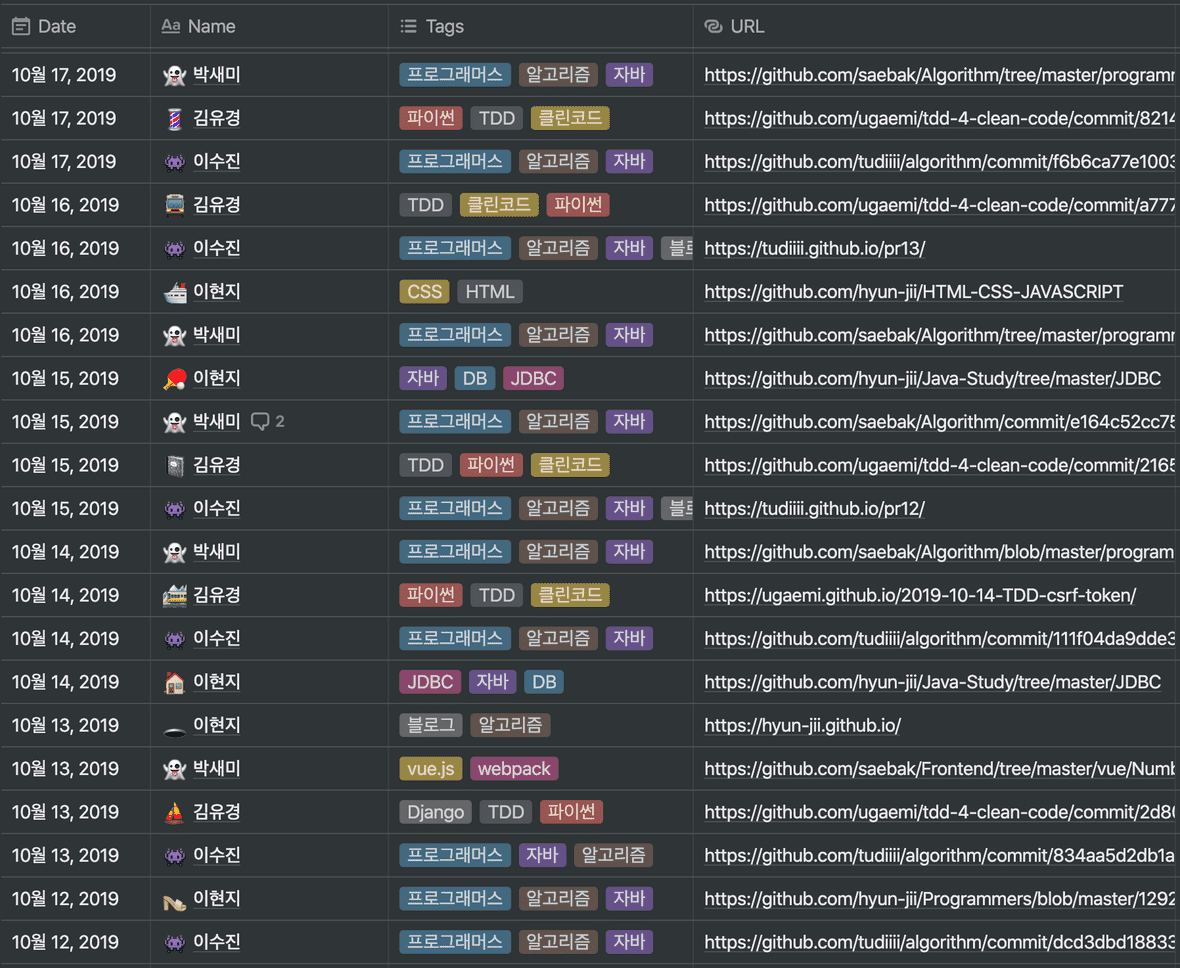 Date Aa Name Tags URL
10월 17, 2019 박새미 프로그래머스 알고리즘 자바 https://github.com/saebak/Algorithm/tree/master/programr
10월 17, 2019 김유경 파이썬 TDD 클린코드 https://github.com/ugaemi/tdd-4-clean-code/commit/8214
10월 17, 2019 이수진 프로그래머스 알고리즘 자바 https://github.com/tudiiii/algorithm/commit/f6b6ca77e1003
10월 16, 2019 김유경 TDD 클린코드 파이썬 https://github.com/ugaemi/tdd-4-clean-code/commit/a777
10월 16, 2019 이수진 프로그래머스 알고리즘 자바 블로 https://tudiiii.github.io/pr13/
10월 16, 2019 이현지 CSS HTML https://github.com/hyun-jii/HTML-CSS-JAVASCRIPT
10월 16, 2019 박새미 프로그래머스 알고리즘 자바 https://github.com/saebak/Algorithm/tree/master/programr
10월 15, 2019 이현지 자바 DB JDBC https://github.com/hyun-jii/Java-Study/tree/master/JDBC
10월 15, 2019 박새미 2 프로그래머스 알고리즘 자바 https://github.com/saebak/Algorithm/commit/e164c52cc75
10월 15, 2019 김유경 TDD 파이썬 클린코드 https://github.com/ugaemi/tdd-4-clean-code/commit/2165
10월 15, 2019 이수진 프로그래머스 알고리즘 자바 블로 https://tudiiii.github.io/pr12/
10월 14, 2019 박새미 프로그래머스 알고리즘 자바 https://github.com/saebak/Algorithm/blob/master/program
10월 14, 2019 김유경 파이썬 TDD 클린코드 https://ugaemi.github.io/2019-10-14-TDD-csrf-token/
10월 14, 2019 이수진 프로그래머스 알고리즘 자바 https://github.com/tudiiii/algorithm/commit/111f04da9dde3
10월 14, 2019 이현지 JDBC 자바 DB https://github.com/hyun-jii/Java-Study/tree/master/JDBC
10월 13, 2019 이현지 블로그 알고리즘 https://hyun-jii.github.io/
10월 13, 2019 박새미 vue.js webpack https://github.com/saebak/Frontend/tree/master/vue/Numb
10월 13, 2019 김유경 Django TDD 파이썬 https://github.com/ugaemi/tdd-4-clean-code/commit/2d86
10월 13, 2019 이수진 프로그래머스 자바 알고리즘 https://github.com/tudiiii/algorithm/commit/834aa5d2db1a
10월 12, 2019 이현지 프로그래머스 알고리즘 자바 https://github.com/hyun-jii/Programmers/blob/master/1292
10월 12, 2019 이수진 프로그래머스 알고리즘 자바 https://github.com/tudiiii/algorithm/commit/dcd3dbd18833